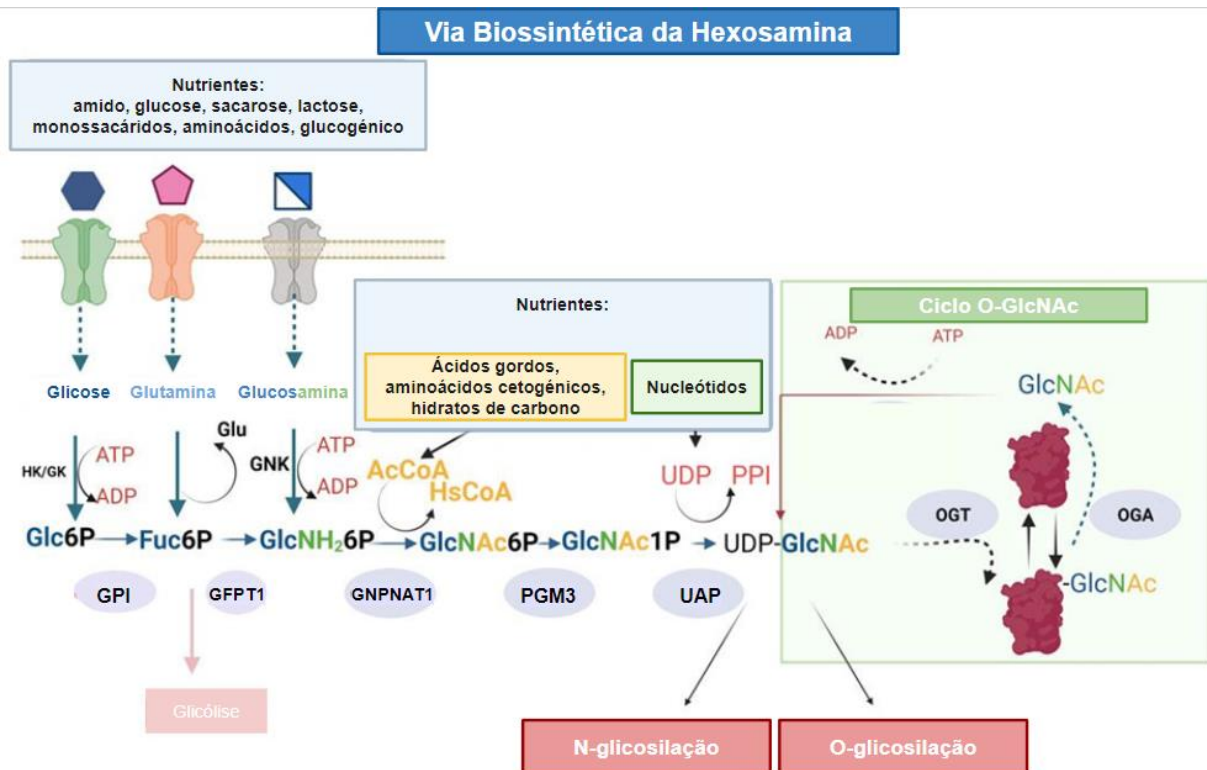 Via Biossintética da Hexosamina
Nutrientes:
amido, glucose, sacarose, lactose,
monossacáridos, aminoácidos, glucogénico
Glicose
Glutamina
Glucosamina
Nutrientes:
Ácidos gordos,
aminoácidos cetogénicos,
hidratos de carbono
Nucleótidos
Ciclo O-GlcNAc
ADP
ATP
GlcNAc
HK/GK
ATP
ADP
Glu
GNK
ATP
ADP
AcCoA
HsCoA
UDP
PPI
OGT
OGA
Glc6P
Fuc6P
GlcNH₂6P
GlcNAc6P
GlcNAc1P
UDP-GlcNAc
-GlcNAc
GPI
GFPT1
GNPNAT1
PGM3
UAP
Glicólise
N-glicosilação
O-glicosilação